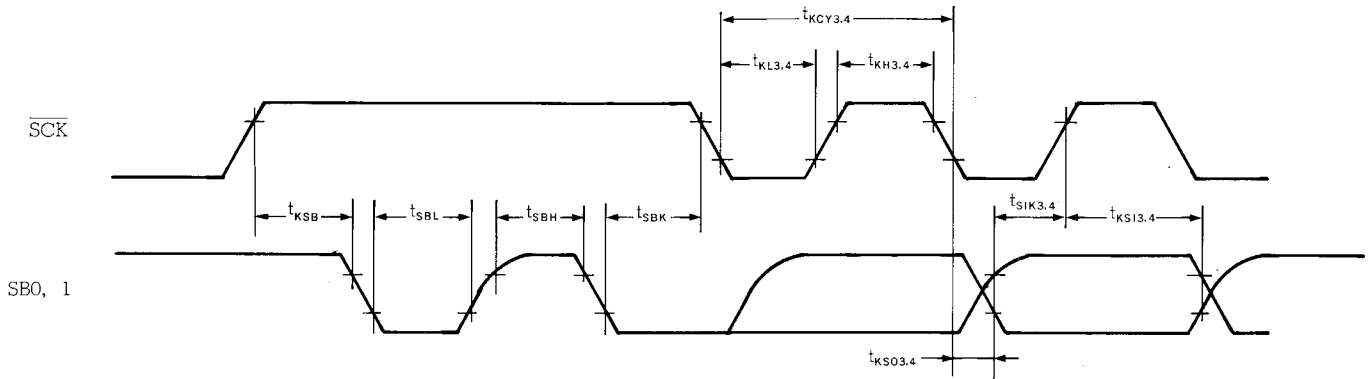 tKCY3.4
tKL3.4
tKH3.4
SCK
tKSB
tSBL
tSBH
tSBK
tSIK3.4
tKSI3.4
SB0, 1
tKSO3.4